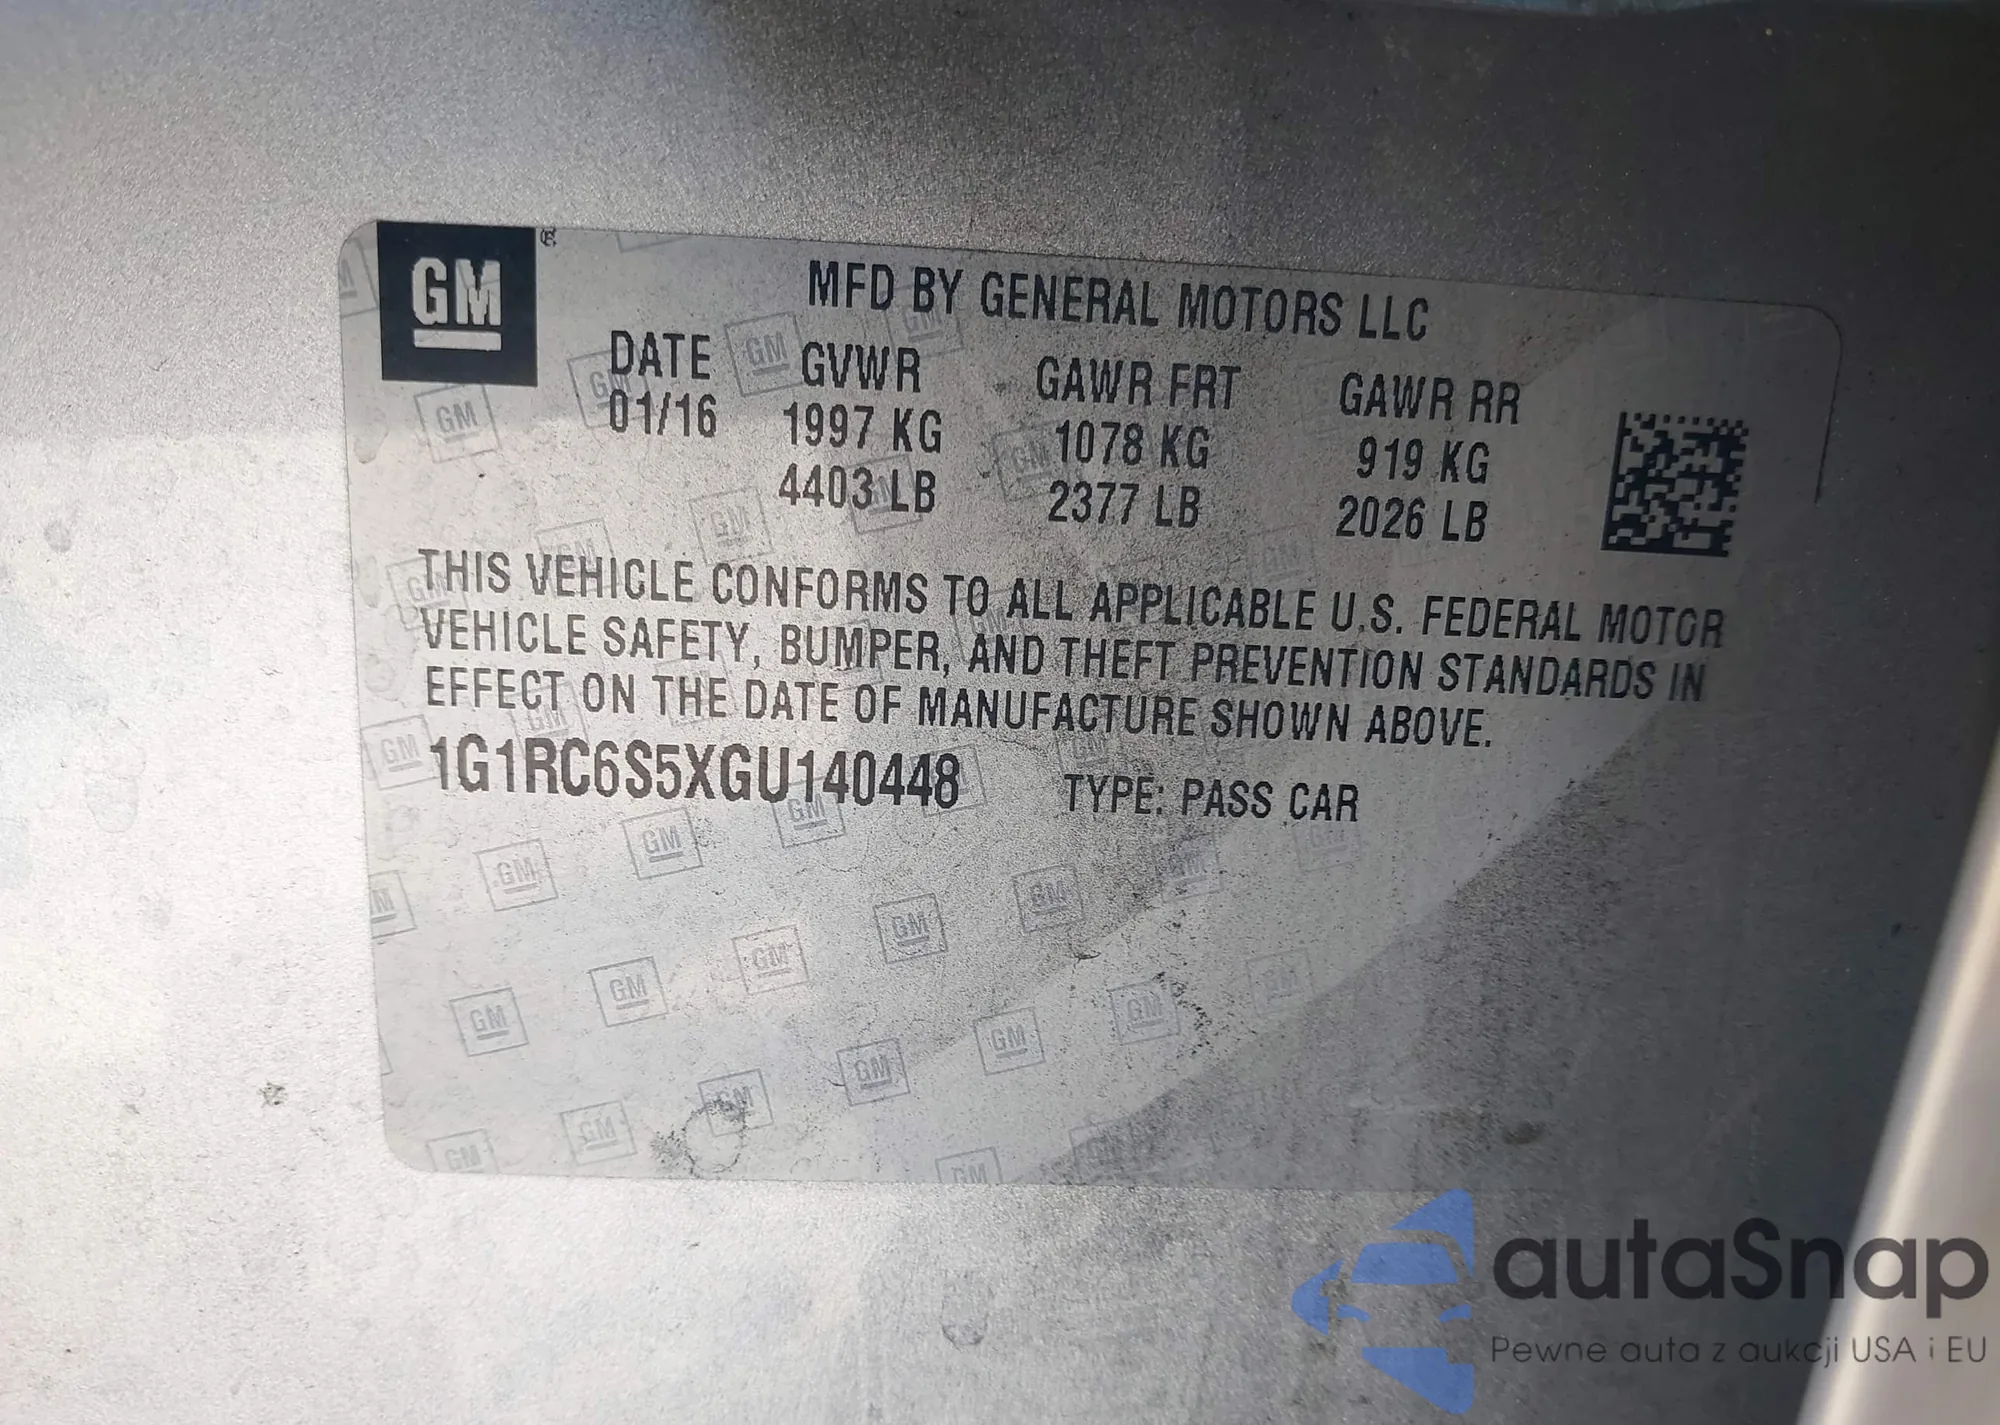 GM
MFD BY GENERAL MOTORS LLC
DATE GVWR GAWR FRT GAWR RR
01/16 1997 KG 1078 KG 919 KG
4403 LB 2377 LB 2026 LB
THIS VEHICLE CONFORMS TO ALL APPLICABLE U.S. FEDERAL MOTOR
VEHICLE SAFETY, BUMPER, AND THEFT PREVENTION STANDARDS IN
EFFECT ON THE DATE OF MANUFACTURE SHOWN ABOVE.
1G1RC6S5XGU140448 TYPE: PASS CAR
autaSnap
Pewne auta z aukcji USA i EU